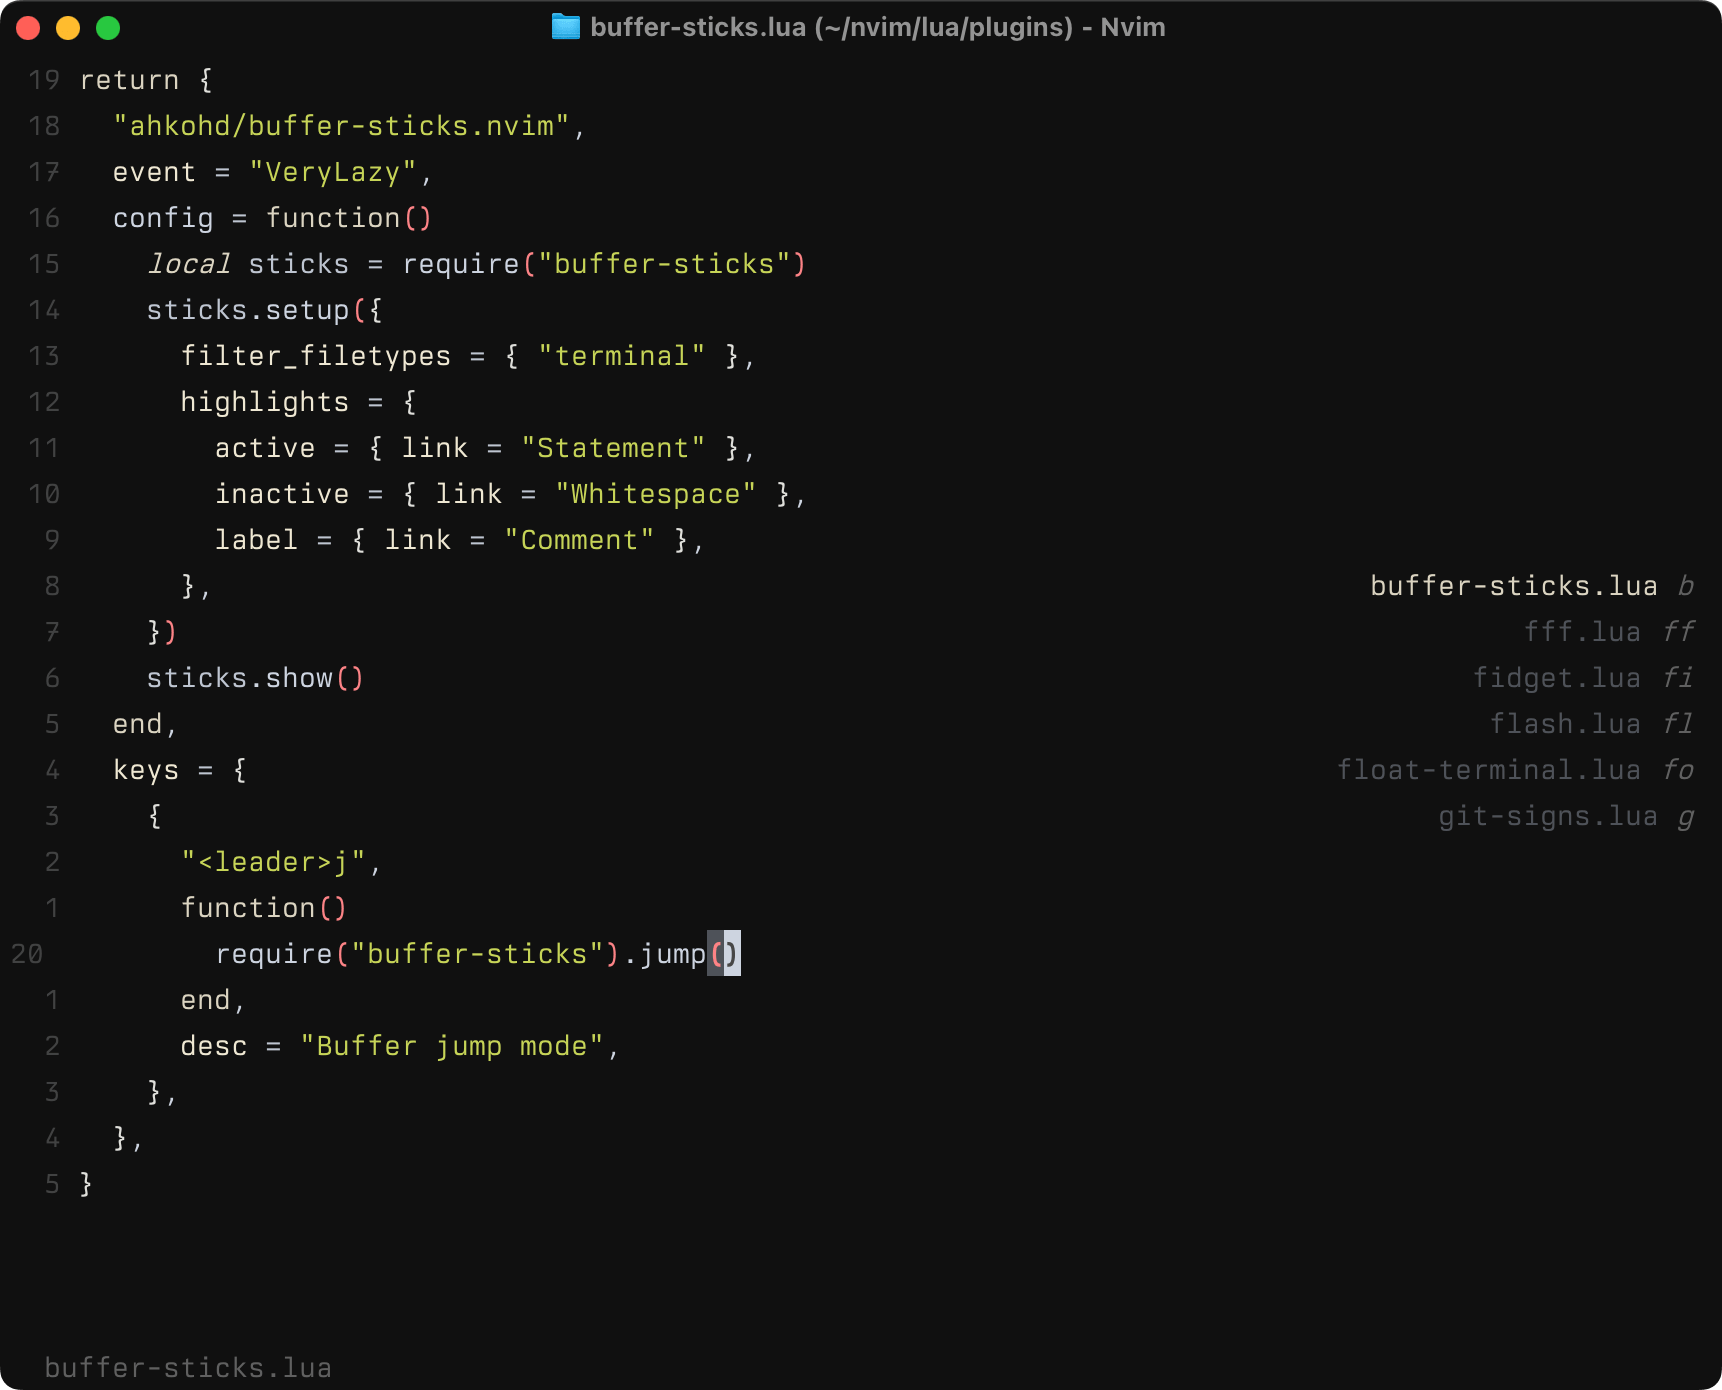 buffer-sticks.lua (~/nvim/lua/plugins) - Nvim
19 return {
18   "ahkohd/buffer-sticks.nvim",
17   event = "VeryLazy",
16   config = function()
15     local sticks = require("buffer-sticks")
14     sticks.setup({
13       filter_filetypes = { "terminal" },
12       highlights = {
11         active = { link = "Statement" },
10         inactive = { link = "Whitespace" },
9         label = { link = "Comment" },
8       },
buffer-sticks.lua b
7     })
fff.lua ff
6     sticks.show()
fidget.lua fi
5   end,
flash.lua fl
4   keys = {
float-terminal.lua fo
3     {
git-signs.lua g
2       "<leader>j",
1       function()
20         require("buffer-sticks").jump()
1       end,
2       desc = "Buffer jump mode",
3     },
4   },
5 }
buffer-sticks.lua